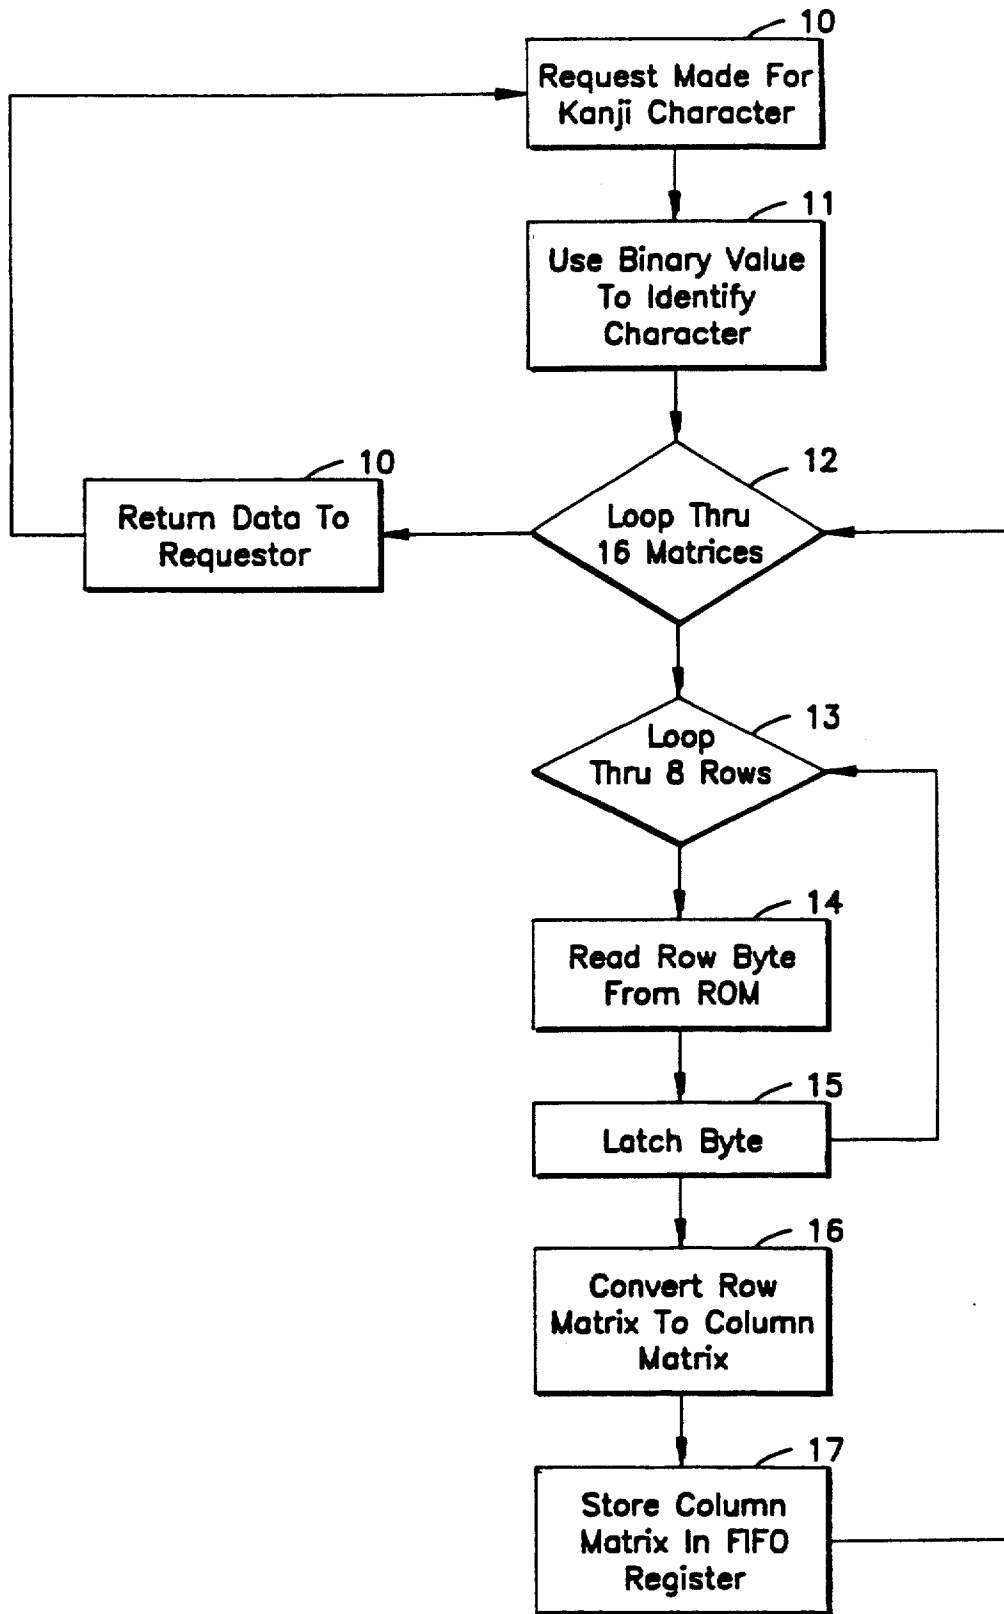 10
Request Made For
Kanji Character
11
Use Binary Value
To Identify
Character
12
Loop Thru
16 Matrices
10
Return Data To
Requestor
13
Loop
Thru 8 Rows
14
Read Row Byte
From ROM
15
Latch Byte
16
Convert Row
Matrix To Column
Matrix
17
Store Column
Matrix In FIFO
Register